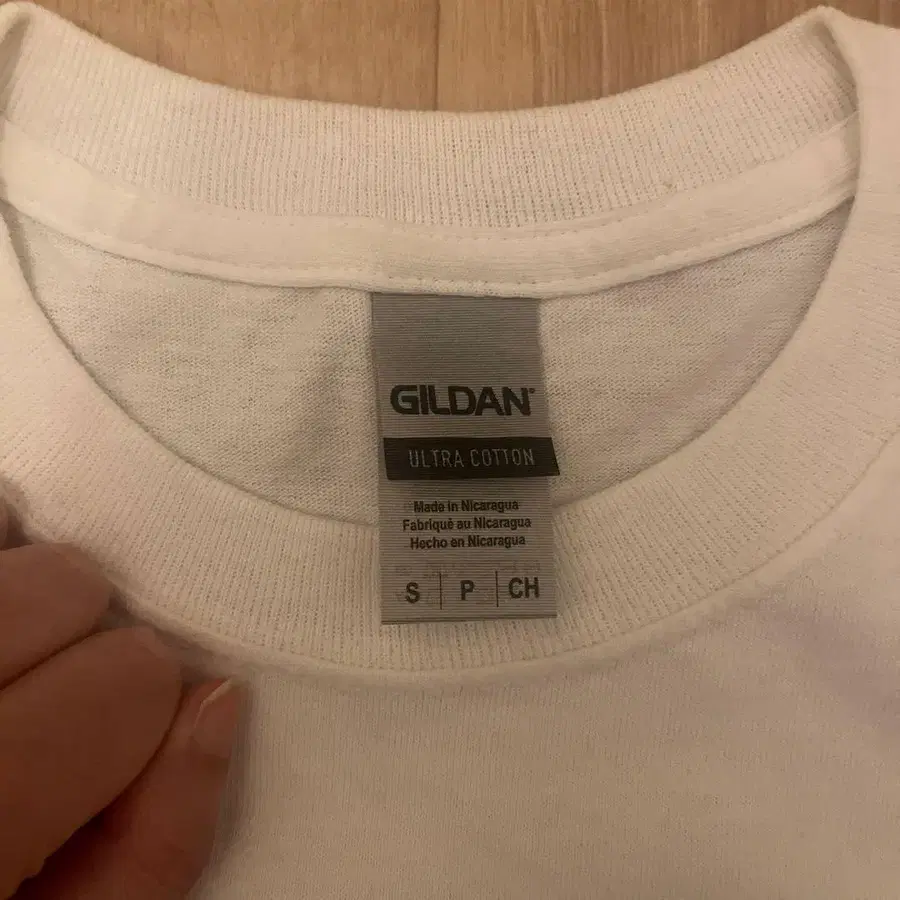 GILDAN®
ULTRA COTTON
Made in Nicaragua
Fabriqué au Nicaragua
Hecho en Nicaragua
S | P | CH